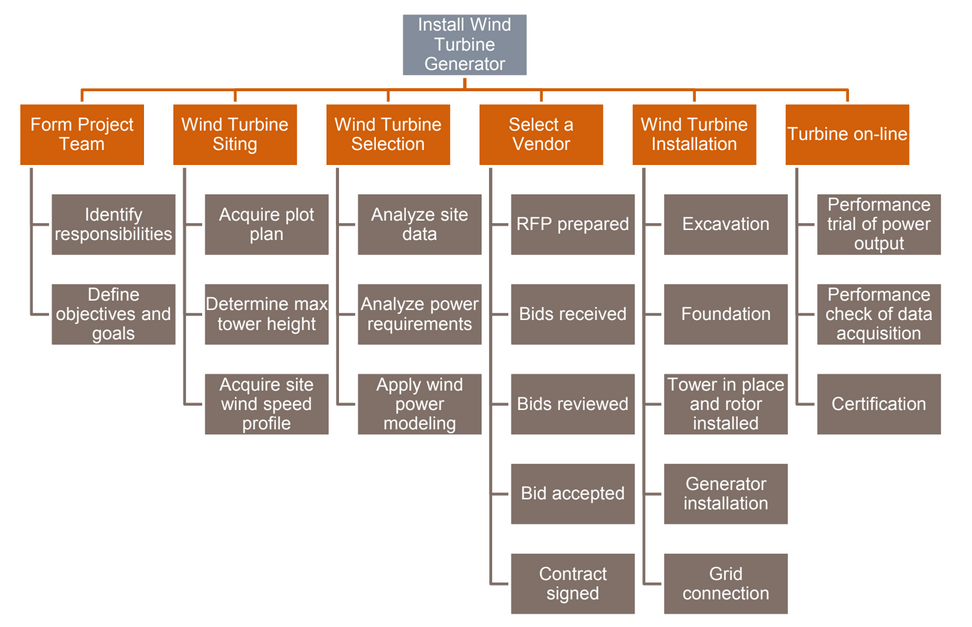 Install Wind
Turbine
Generator
Form Project
Team
Wind Turbine
Siting
Wind Turbine
Selection
Select a
Vendor
Wind Turbine
Installation
Turbine on-line
Identify
responsibilities
Define
objectives and
goals
Acquire plot
plan
Determine max
tower height
Acquire site
wind speed
profile
Analyze site
data
Analyze power
requirements
Apply wind
power
modeling
RFP prepared
Bids received
Bids reviewed
Bid accepted
Contract
signed
Excavation
Foundation
Tower in place
and rotor
installed
Generator
installation
Grid
connection
Performance
trial of power
output
Performance
check of data
acquisition
Certification